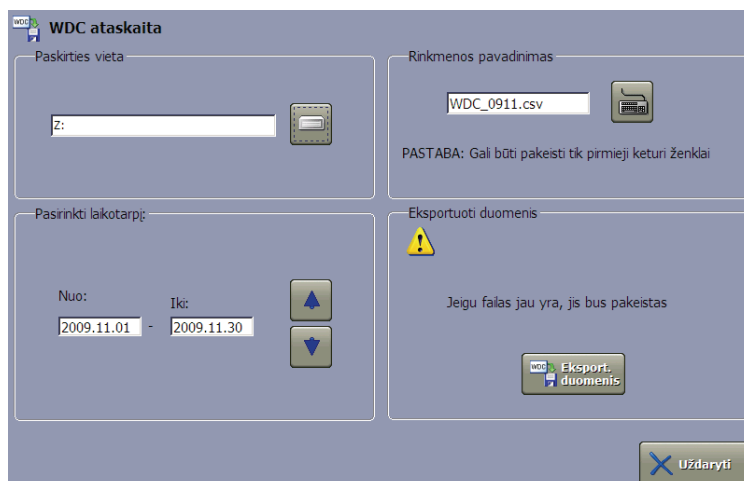 WDC ataskaita
Paskirties vieta
Z:
Rinkmenos pavadinimas
WDC_0911.csv
PASTABA: Gali būti pakeisti tik pirmieji keturi ženklai
Pasirinkti laikotarpį:
Nuo:
Iki:
2009.11.01 - 2009.11.30
Eksportuoti duomenis
Jeigu failas jau yra, jis bus pakeistas
WDC Eksport.
duomenis
Uždaryti